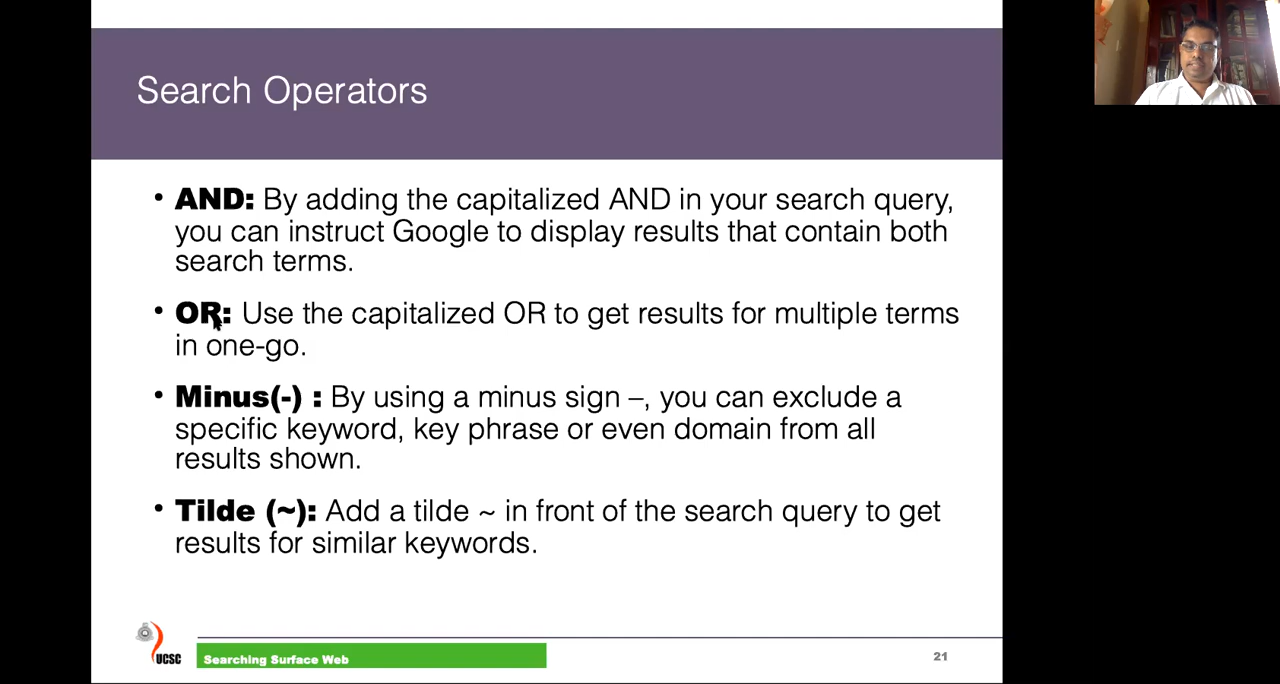 Search Operators
• AND: By adding the capitalized AND in your search query,
you can instruct Google to display results that contain both
search terms.
• OR: Use the capitalized OR to get results for multiple terms
in one-go.
• Minus(-) : By using a minus sign –, you can exclude a
specific keyword, key phrase or even domain from all
results shown.
• Tilde (~): Add a tilde ~ in front of the search query to get
results for similar keywords.
UCSC
Searching Surface Web
21